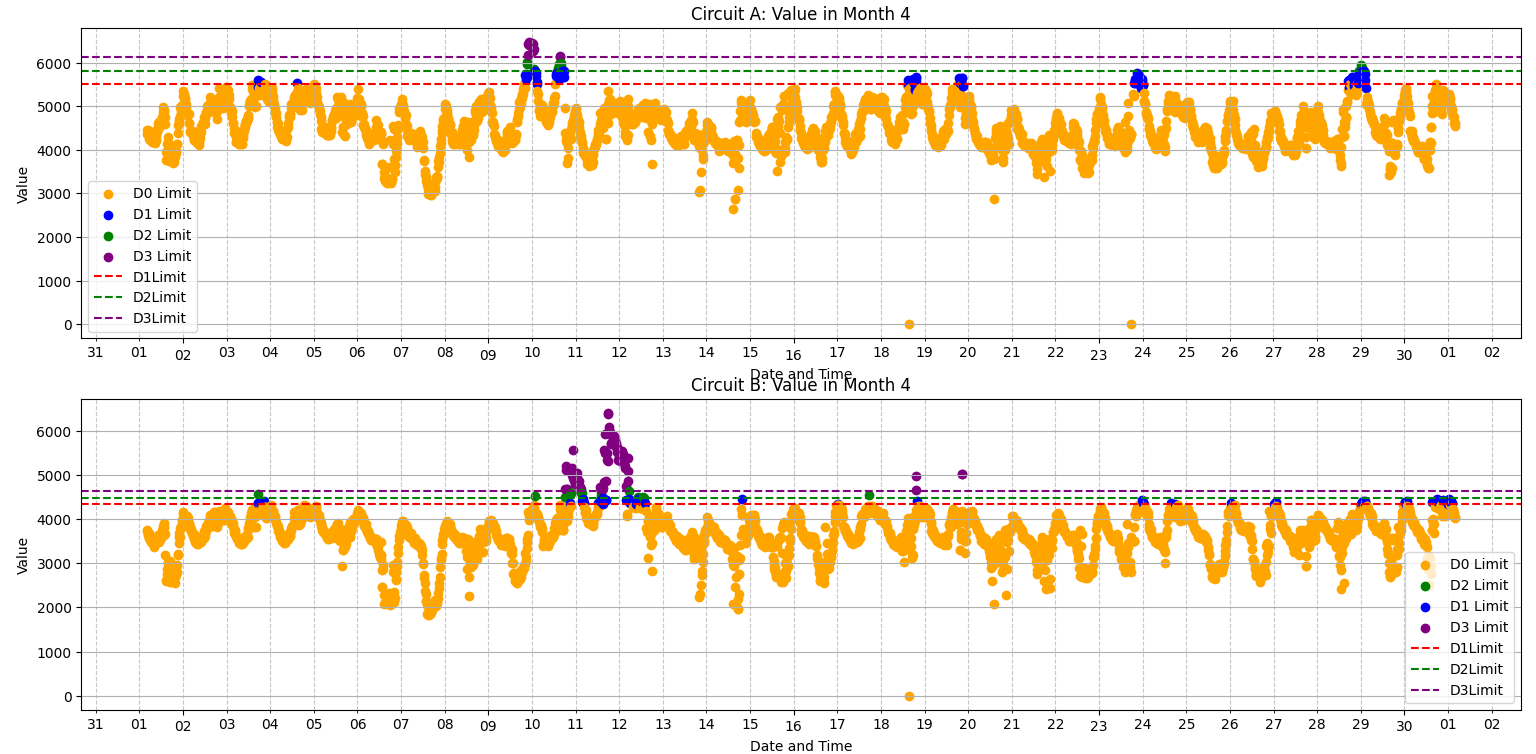 Circuit A: Value in Month 4
Value
6000
5000
4000
3000
2000
1000
0
D0 Limit
D1 Limit
D2 Limit
D3 Limit
D1Limit
D2Limit
D3Limit
31 01 02 03 04 05 06 07 08 09 10 11 12 13 14 15 16 17 18 19 20 21 22 23 24 25 26 27 28 29 30 01 02
Date and Time
Circuit B: Value in Month 4
Value
6000
5000
4000
3000
2000
1000
0
D0 Limit
D2 Limit
D1 Limit
D3 Limit
D1Limit
D2Limit
D3Limit
31 01 02 03 04 05 06 07 08 09 10 11 12 13 14 15 16 17 18 19 20 21 22 23 24 25 26 27 28 29 30 01 02
Date and Time